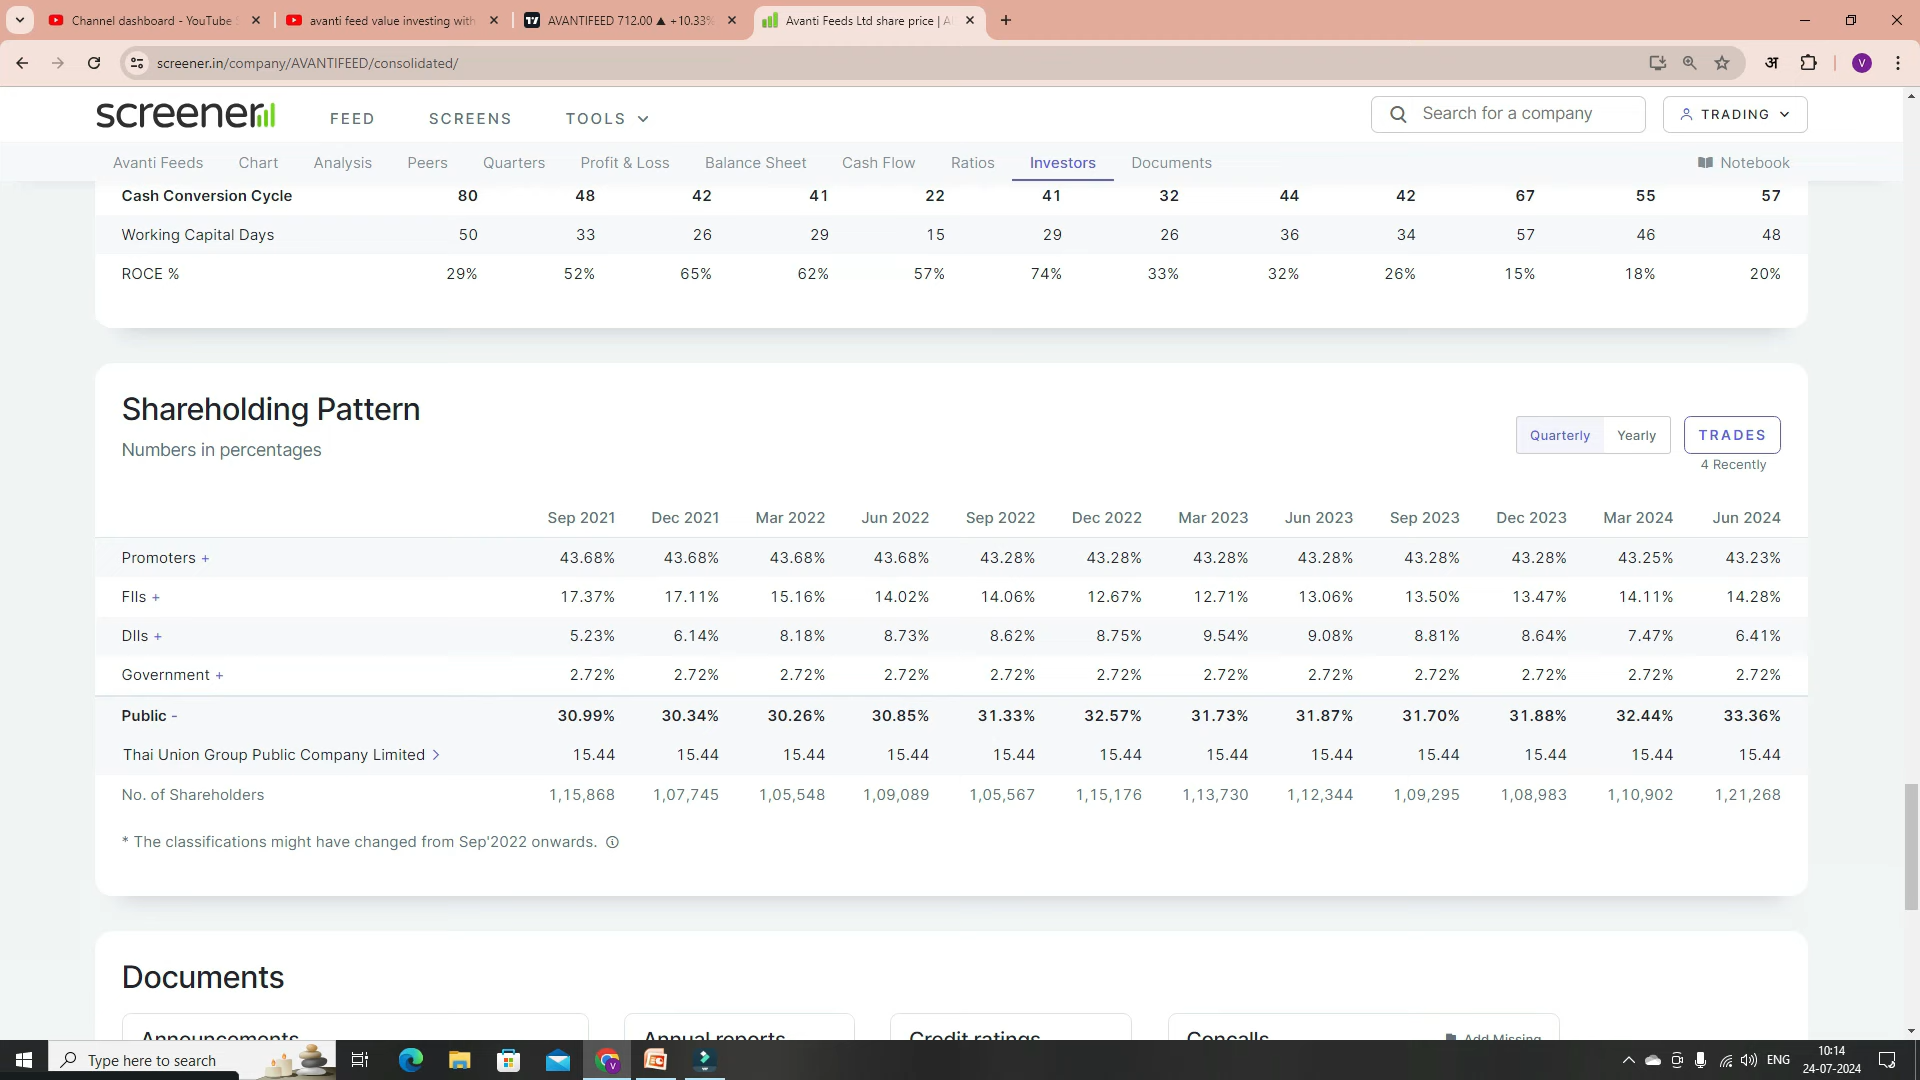 Channel dashboard - YouTube S
avanti feed value investing with
AVANTIFEED 712.00 ▲ +10.33%
Avanti Feeds Ltd share price | A
screener.in/company/AVANTIFEED/consolidated/
अ
V
screener
FEED
SCREENS
TOOLS
Search for a company
TRADING
Avanti Feeds Chart Analysis Peers Quarters Profit & Loss Balance Sheet Cash Flow Ratios Investors Documents Notebook
Cash Conversion Cycle 80 48 42 41 22 41 32 44 42 67 55 57
Working Capital Days 50 33 26 29 15 29 26 36 34 57 46 48
ROCE % 29% 52% 65% 62% 57% 74% 33% 32% 26% 15% 18% 20%
Shareholding Pattern
Numbers in percentages
Quarterly Yearly TRADES
4 Recently
Sep 2021 Dec 2021 Mar 2022 Jun 2022 Sep 2022 Dec 2022 Mar 2023 Jun 2023 Sep 2023 Dec 2023 Mar 2024 Jun 2024
Promoters + 43.68% 43.68% 43.68% 43.68% 43.28% 43.28% 43.28% 43.28% 43.28% 43.28% 43.25% 43.23%
FIIs + 17.37% 17.11% 15.16% 14.02% 14.06% 12.67% 12.71% 13.06% 13.50% 13.47% 14.11% 14.28%
DIIs + 5.23% 6.14% 8.18% 8.73% 8.62% 8.75% 9.54% 9.08% 8.81% 8.64% 7.47% 6.41%
Government + 2.72% 2.72% 2.72% 2.72% 2.72% 2.72% 2.72% 2.72% 2.72% 2.72% 2.72% 2.72%
Public - 30.99% 30.34% 30.26% 30.85% 31.33% 32.57% 31.73% 31.87% 31.70% 31.88% 32.44% 33.36%
Thai Union Group Public Company Limited > 15.44 15.44 15.44 15.44 15.44 15.44 15.44 15.44 15.44 15.44 15.44 15.44
No. of Shareholders 1,15,868 1,07,745 1,05,548 1,09,089 1,05,567 1,15,176 1,13,730 1,12,344 1,09,295 1,08,983 1,10,902 1,21,268
* The classifications might have changed from Sep'2022 onwards.
Documents
Announcements Annual reports Credit ratings Concalls Add Missing
Type here to search
ENG
10:14
24-07-2024